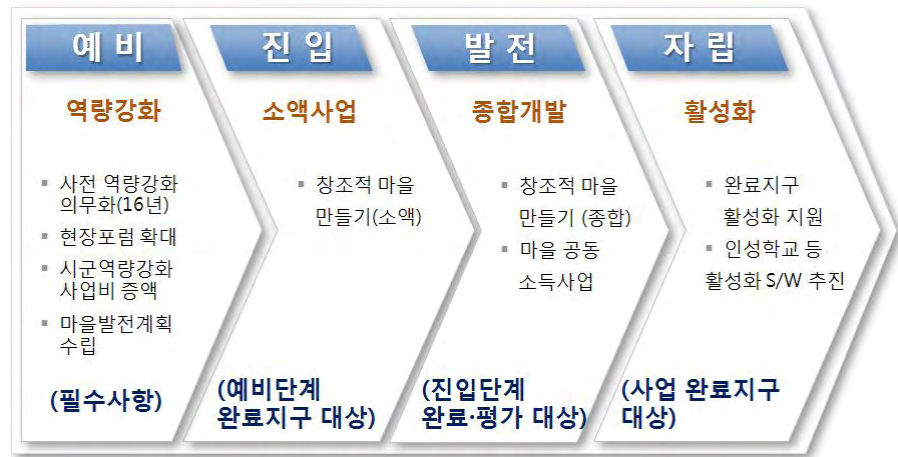 예 비
역량강화
▪ 사전 역량강화
의무화(16년)
▪ 현장포럼 확대
▪ 시군역량강화
사업비 증액
▪ 마을발전계획
수립
(필수사항)
진 입
소액사업
▪ 창조적 마을
만들기(소액)
(예비단계
완료지구 대상)
발 전
종합개발
▪ 창조적 마을
만들기 (종합)
▪ 마을 공동
소득사업
(진입단계
완료·평가 대상)
자 립
활성화
▪ 완료지구
활성화 지원
▪ 인성학교 등
활성화 S/W 추진
(사업 완료지구
대상)